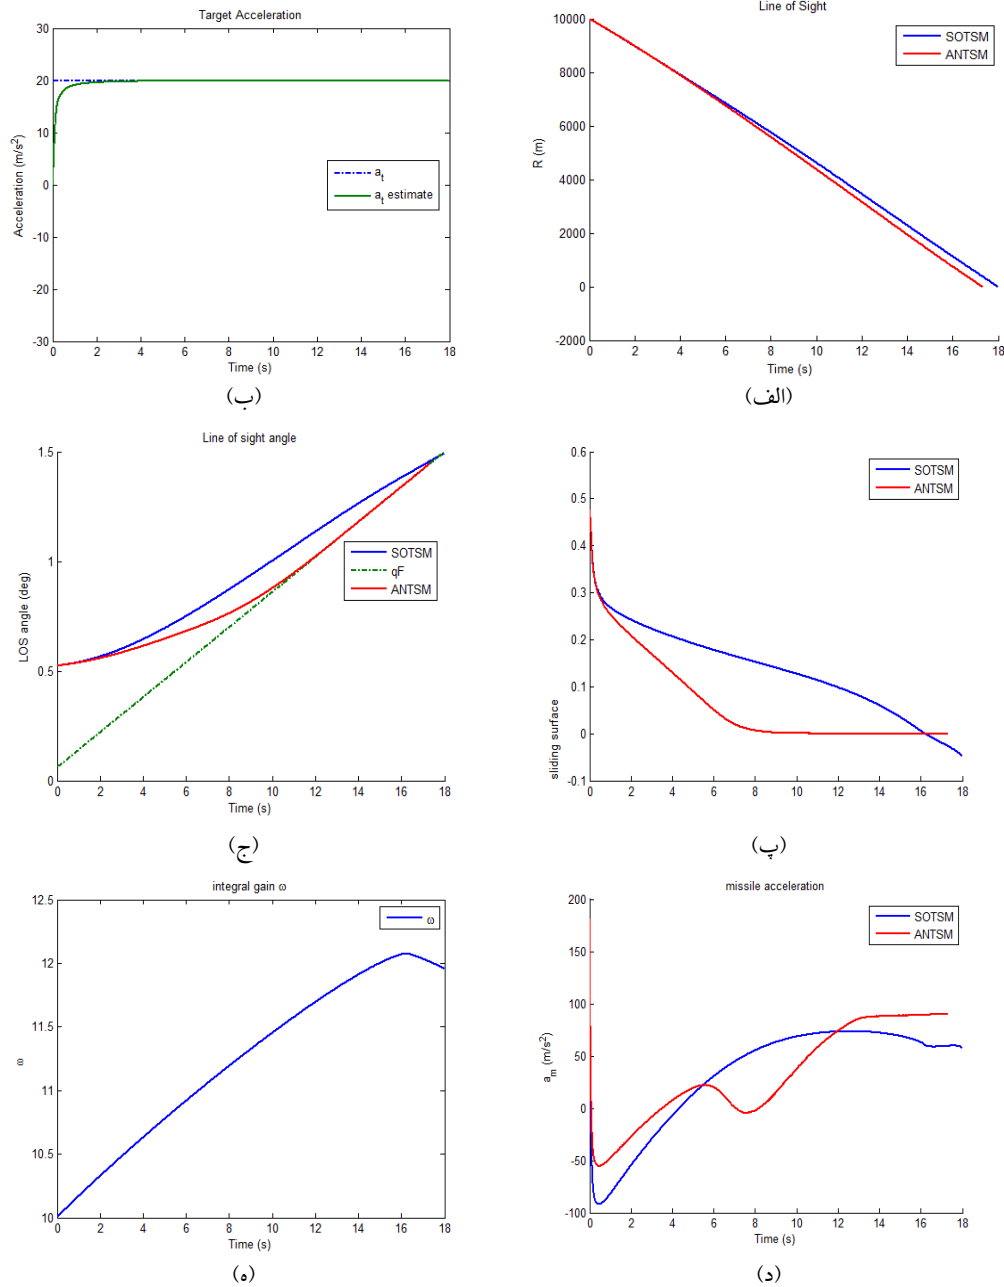 Target Acceleration
30
20
10
0
-10
-20
-30
Acceleration (m/s²)
a_t
a_t estimate
0 2 4 6 8 10 12 14 16 18
Time (s)
(ب)
Line of Sight
10000
8000
6000
4000
2000
0
-2000
R (m)
SOTSM
ANTSM
0 2 4 6 8 10 12 14 16 18
Time (s)
(الف)
Line of sight angle
1.5
1
0.5
0
LOS angle (deg)
SOTSM
qF
ANTSM
0 2 4 6 8 10 12 14 16 18
Time (s)
(ج)
0.6
0.5
0.4
0.3
0.2
0.1
0
-0.1
sliding surface
SOTSM
ANTSM
0 2 4 6 8 10 12 14 16 18
Time (s)
(پ)
integral gain ω
12.5
12
11.5
11
10.5
10
ω
ω
0 2 4 6 8 10 12 14 16 18
Time (s)
(ه)
missile acceleration
200
150
100
50
0
-50
-100
a_m (m/s²)
SOTSM
ANTSM
0 2 4 6 8 10 12 14 16 18
Time (s)
(د)